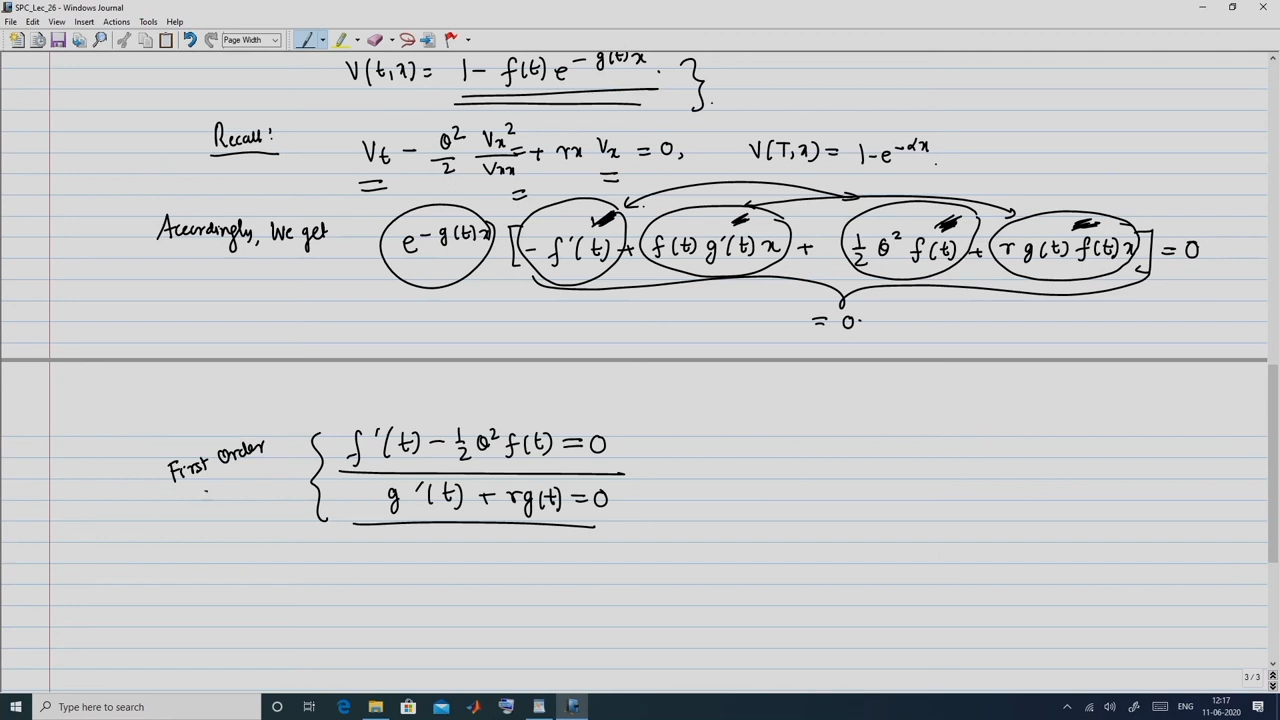 SPC_Lec_26 - Windows Journal
File Edit View Insert Actions Tools Help
Page Width
V(t,x) = 1 - f(t) e^{-g(t)x} . }
Recall: V_t - θ²/2 V_x²/V_xx + rx V_x = 0, V(T,x) = 1-e^{-αx}.
Accordingly, We get e^{-g(t)x} [- f'(t) + f(t) g'(t) x + 1/2 θ² f(t) + r g(t) f(t) x] = 0
= 0.
First Order { f'(t) - 1/2 θ² f(t) = 0
g'(t) + r g(t) = 0
3 / 3
Type here to search
ENG
12:17
11-06-2020